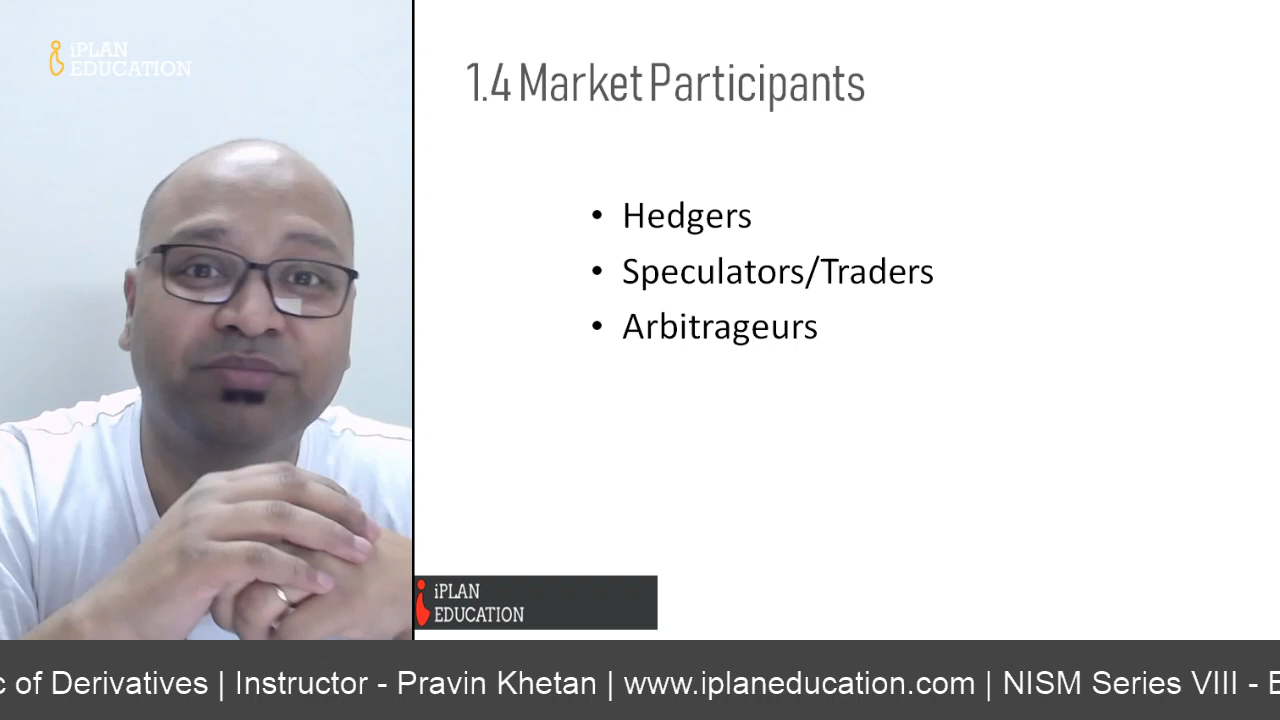 iPLAN
EDUCATION
1.4 Market Participants
• Hedgers
• Speculators/Traders
• Arbitrageurs
iPLAN
EDUCATION
c of Derivatives | Instructor - Pravin Khetan | www.iplaneducation.com | NISM Series VIII - E